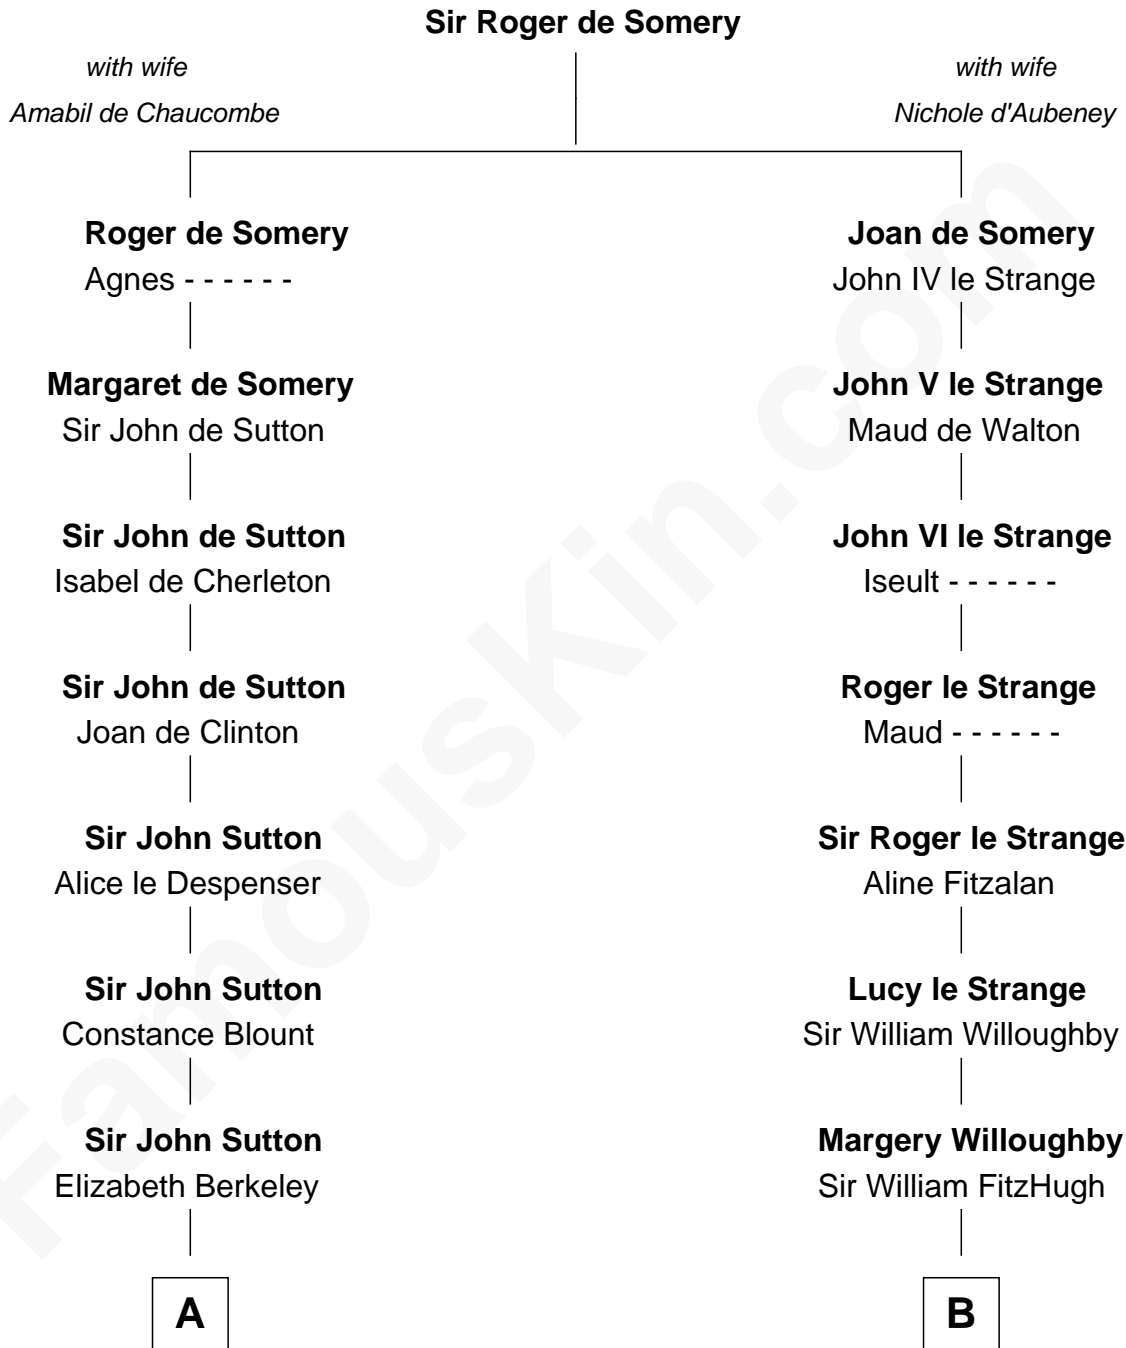 Sir Roger de Somery
with wife
Amabil de Chaucombe
with wife
Nichole d'Aubeney
Roger de Somery
Agnes - - - - - -
Joan de Somery
John IV le Strange
Margaret de Somery
Sir John de Sutton
John V le Strange
Maud de Walton
Sir John de Sutton
Isabel de Cherleton
John VI le Strange
Iseult - - - - - -
Sir John de Sutton
Joan de Clinton
Roger le Strange
Maud - - - - - -
Sir John Sutton
Alice le Despenser
Sir Roger le Strange
Aline Fitzalan
Sir John Sutton
Constance Blount
Lucy le Strange
Sir William Willoughby
Sir John Sutton
Elizabeth Berkeley
Margery Willoughby
Sir William FitzHugh
A
B
FamousKin.com